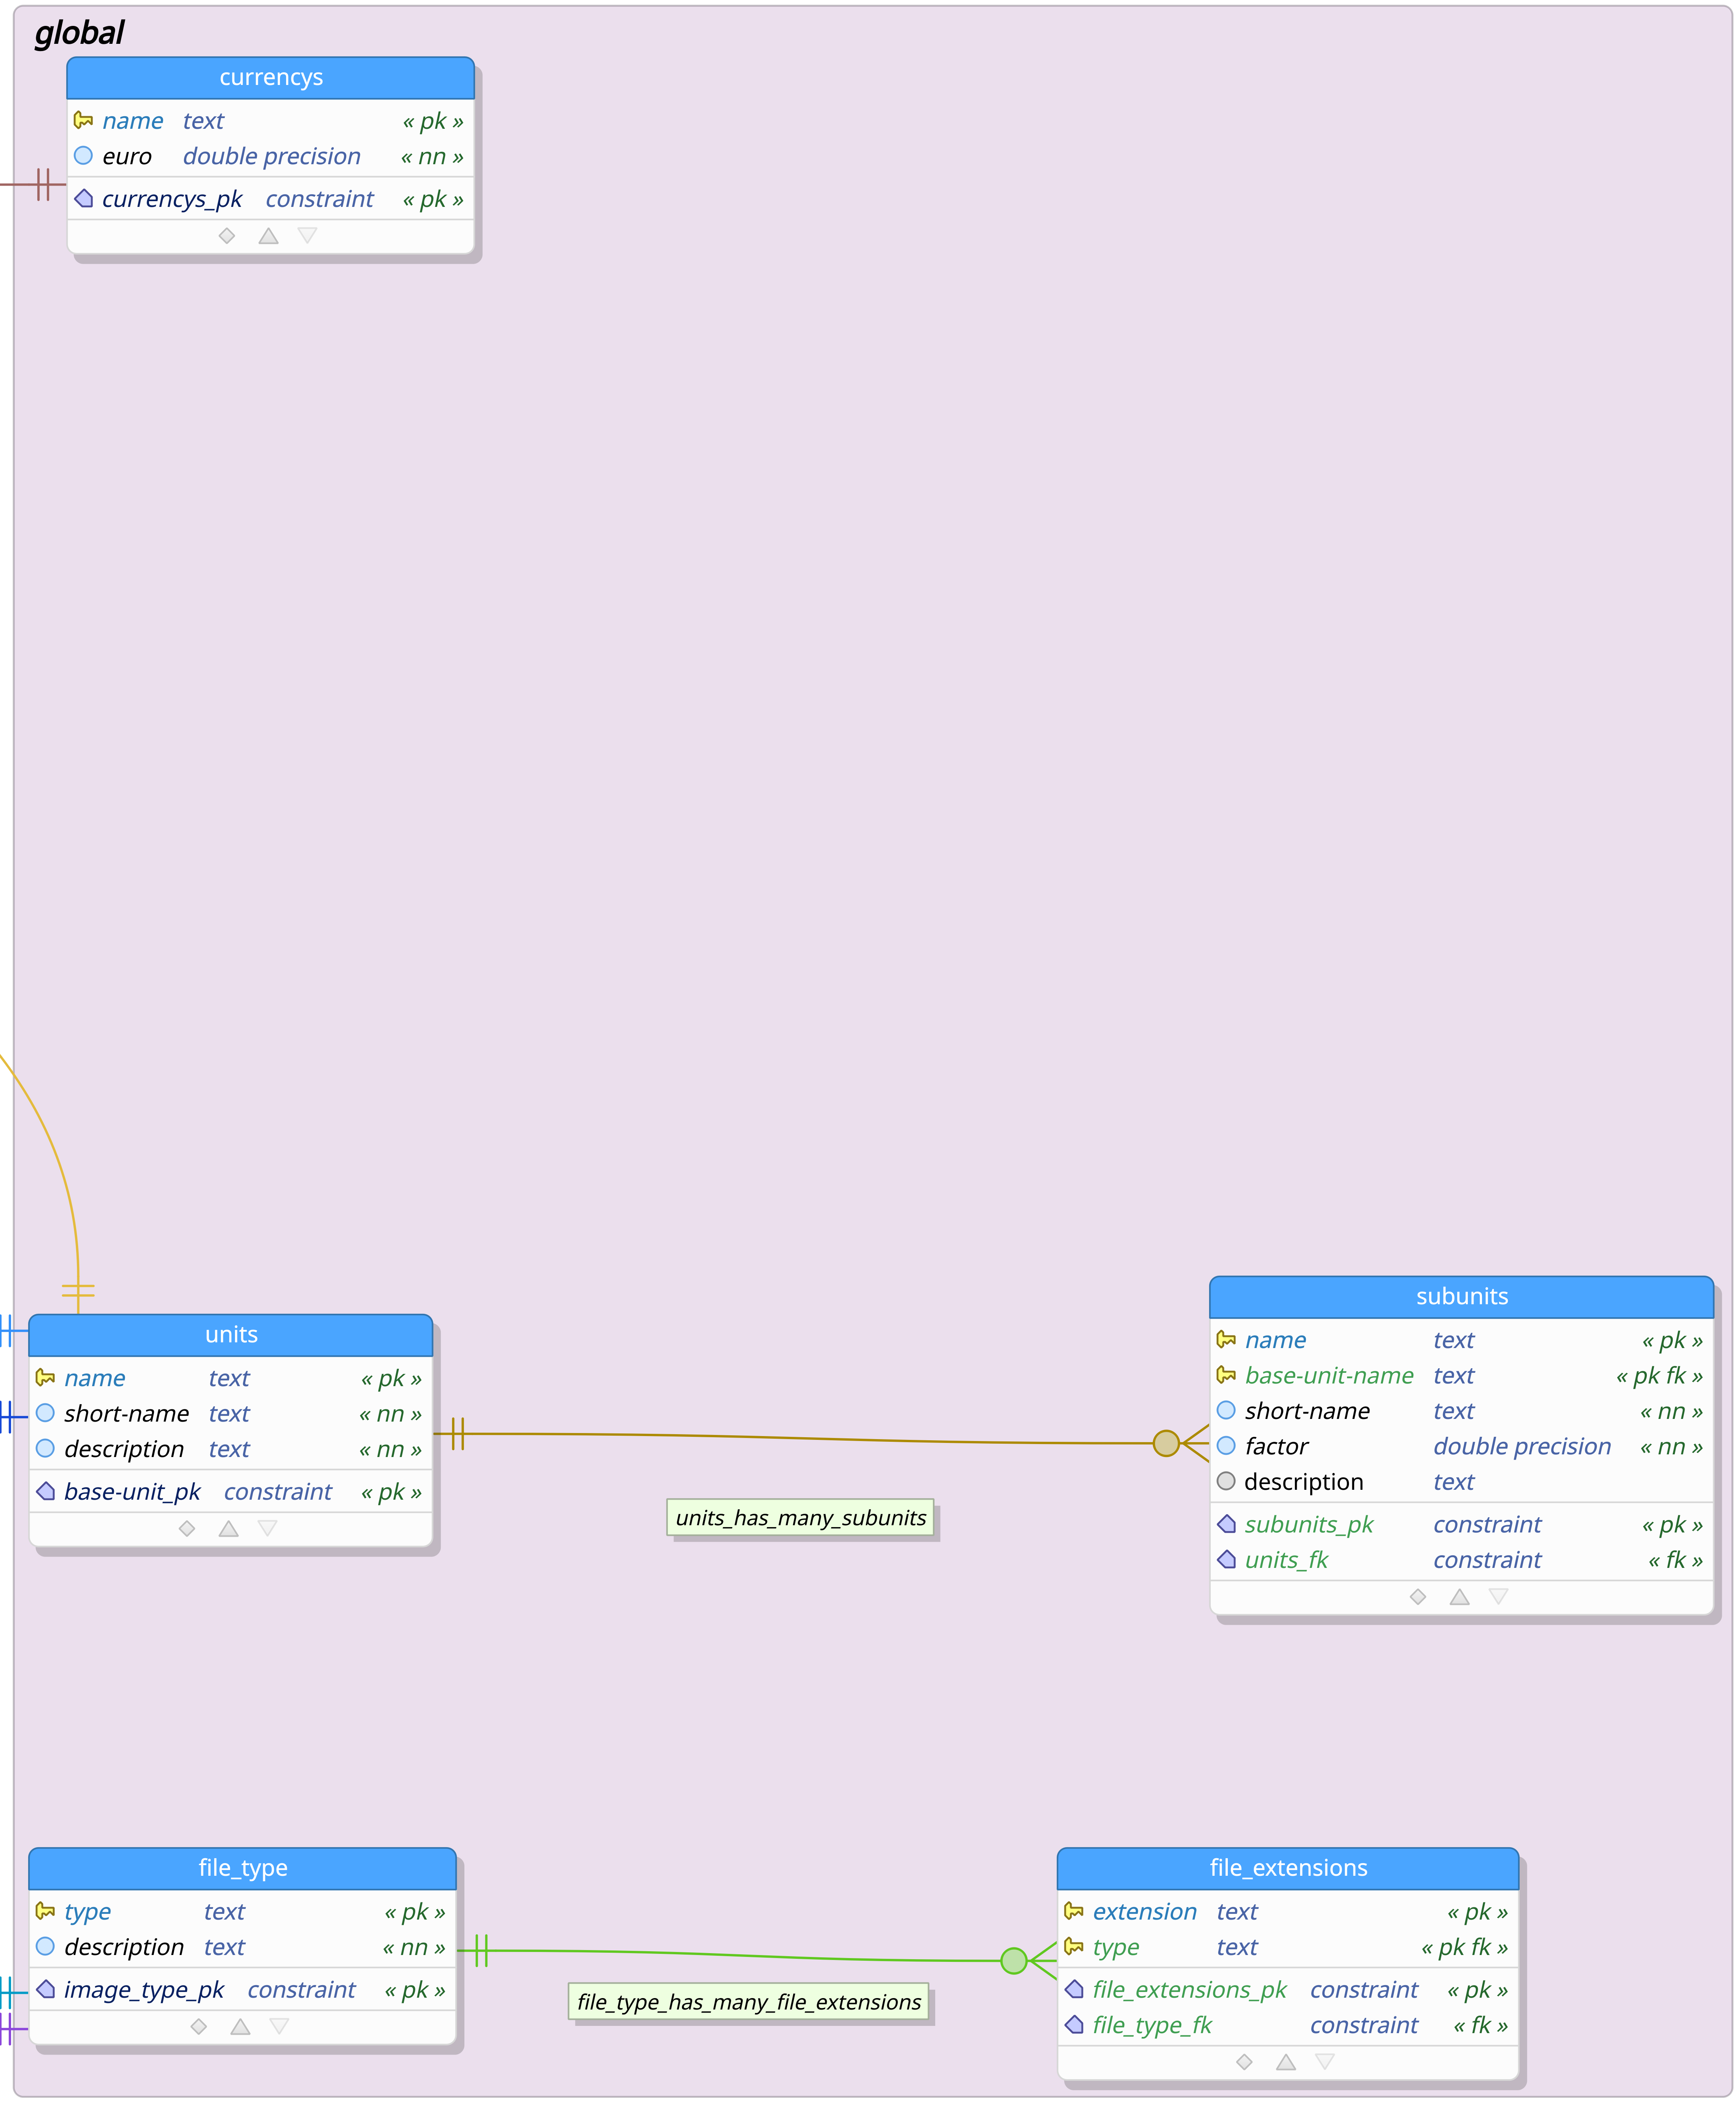 global
currencys
name text « pk »
euro double precision « nn »
currencys_pk constraint « pk »
units
name text « pk »
short-name text « nn »
description text « nn »
base-unit_pk constraint « pk »
units_has_many_subunits
subunits
name text « pk »
base-unit-name text « pk fk »
short-name text « nn »
factor double precision « nn »
description text
subunits_pk constraint « pk »
units_fk constraint « fk »
file_type
type text « pk »
description text « nn »
image_type_pk constraint « pk »
file_type_has_many_file_extensions
file_extensions
extension text « pk »
type text « pk fk »
file_extensions_pk constraint « pk »
file_type_fk constraint « fk »